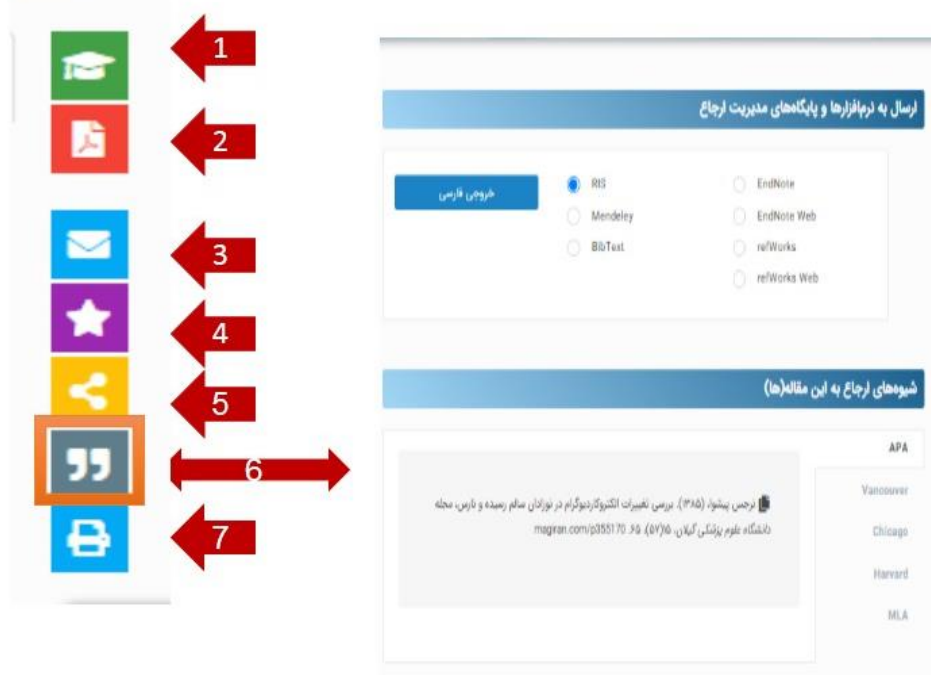 1
2
3
4
5
6
7
ارسال به نرم‌افزارها و پایگاه‌های مدیریت ارجاع
خروجی فارسی
RIS
EndNote
Mendeley
EndNote Web
BibText
refWorks
refWorks Web
شیوه‌های ارجاع به این مقاله(ها)
APA
Vancouver
Chicago
Harvard
MLA
نرجس پیشوا، (۱۳۸۵). بررسی تغییرات الکتروکاردیوگرام در نوزادان سالم رسیده و نارس، مجله
دانشگاه علوم پزشکی گیلان، ۱۵(۵۷)، ۶۵. magiran.com/p355170